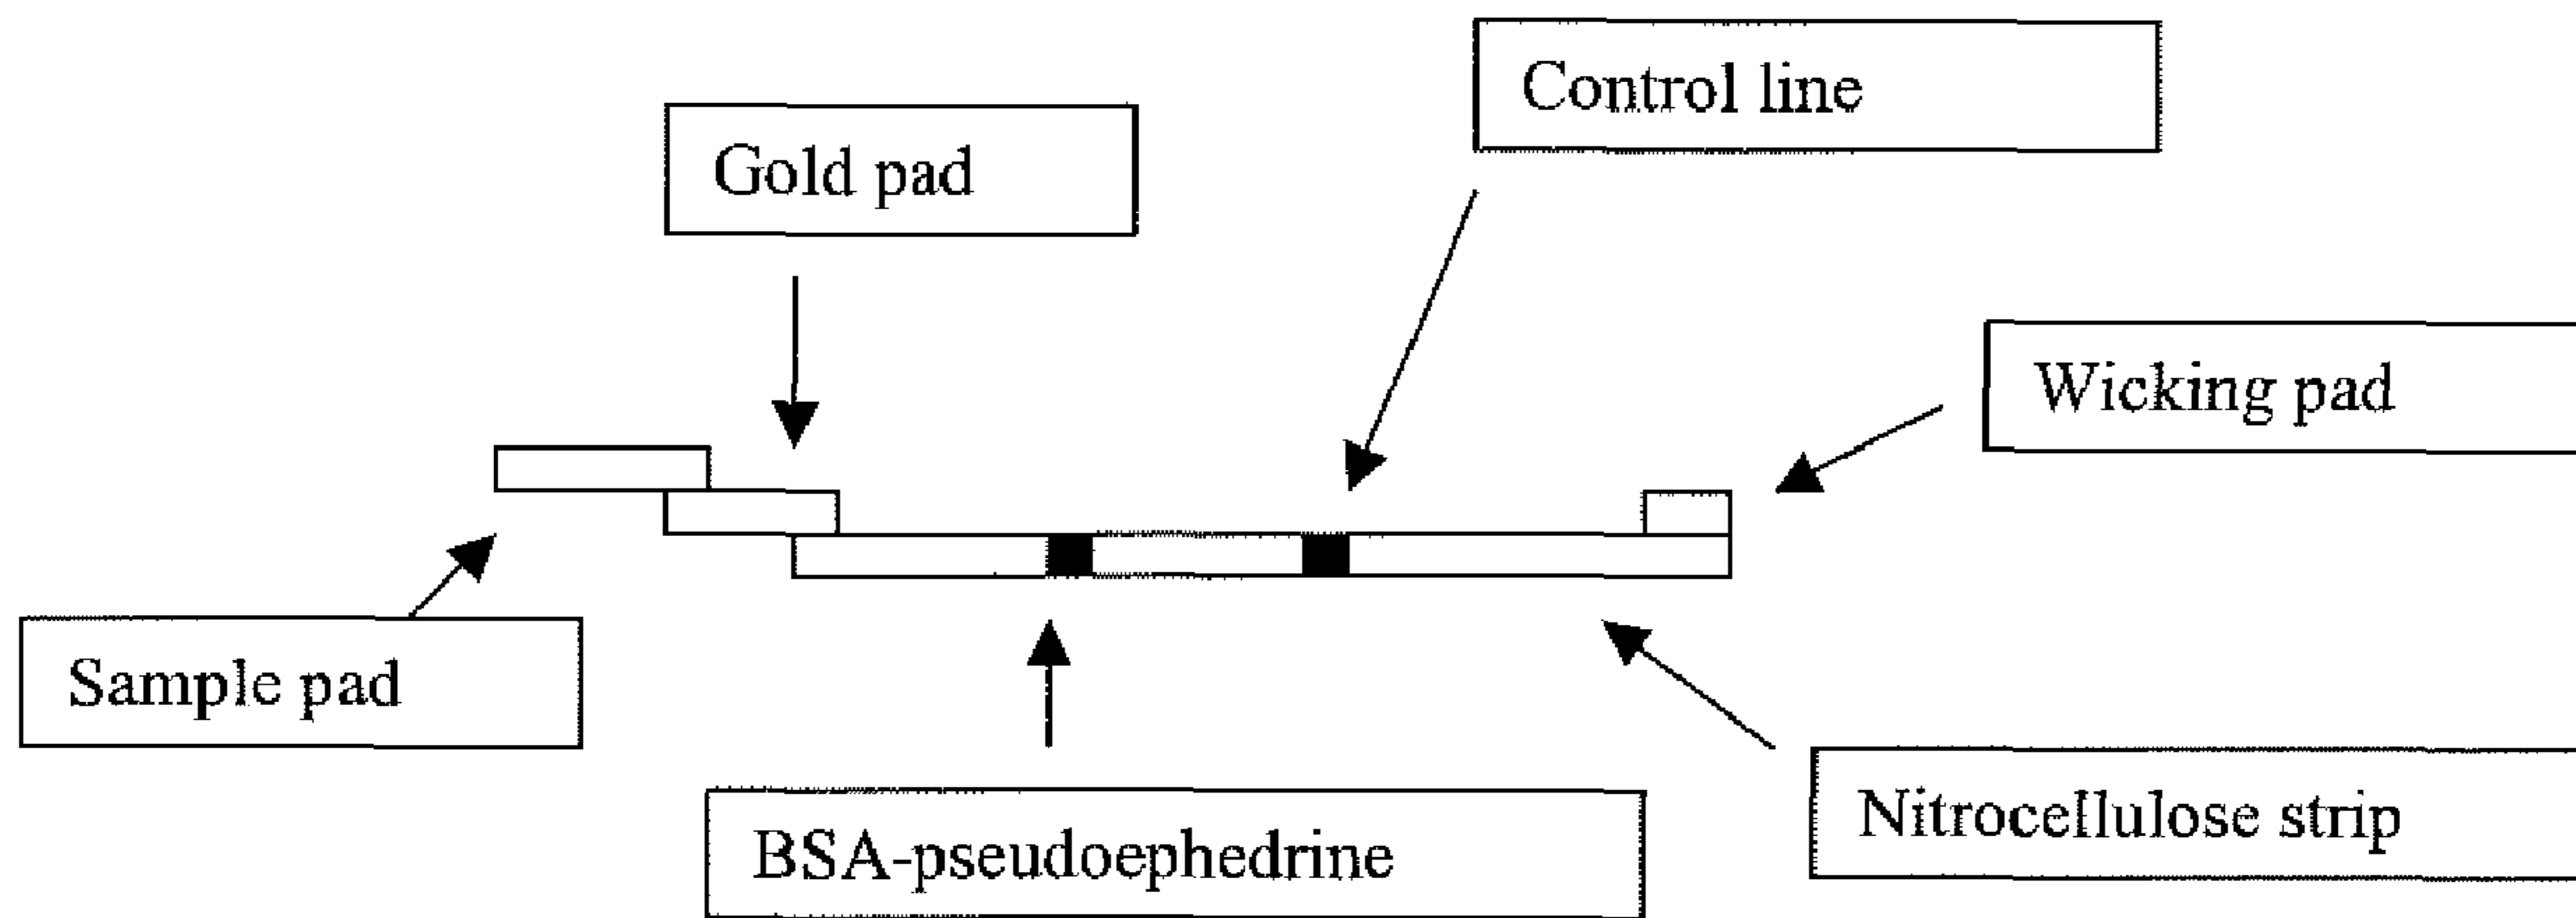 Control line
Gold pad
Wicking pad
Sample pad
Nitrocellulose strip
BSA-pseudoephedrine